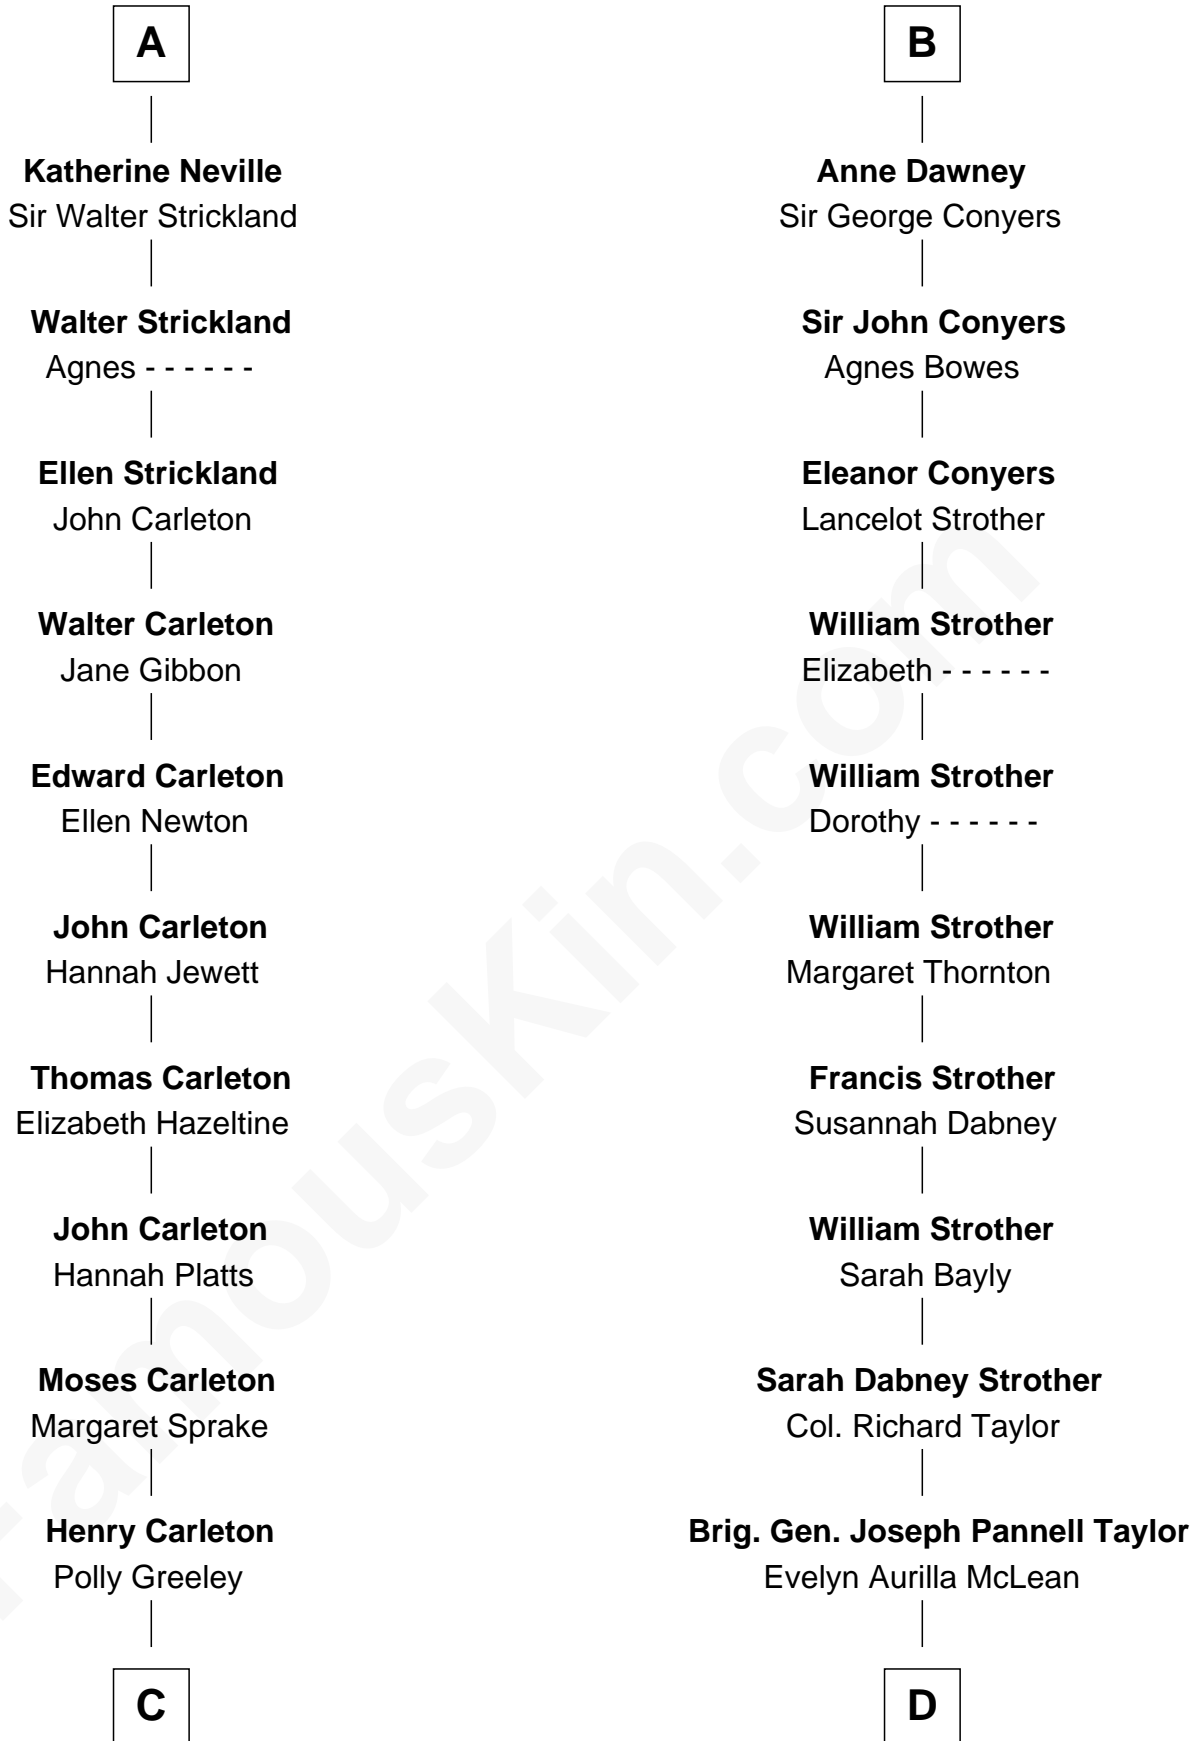 A
Katherine Neville
Sir Walter Strickland
Walter Strickland
Agnes - - - - - -
Ellen Strickland
John Carleton
Walter Carleton
Jane Gibbon
Edward Carleton
Ellen Newton
John Carleton
Hannah Jewett
Thomas Carleton
Elizabeth Hazeltine
John Carleton
Hannah Platts
Moses Carleton
Margaret Sprake
Henry Carleton
Polly Greeley
C
B
Anne Dawney
Sir George Conyers
Sir John Conyers
Agnes Bowes
Eleanor Conyers
Lancelot Strother
William Strother
Elizabeth - - - - - -
William Strother
Dorothy - - - - - -
William Strother
Margaret Thornton
Francis Strother
Susannah Dabney
William Strother
Sarah Bayly
Sarah Dabney Strother
Col. Richard Taylor
Brig. Gen. Joseph Pannell Taylor
Evelyn Aurilla McLean
D
FamousKin.com